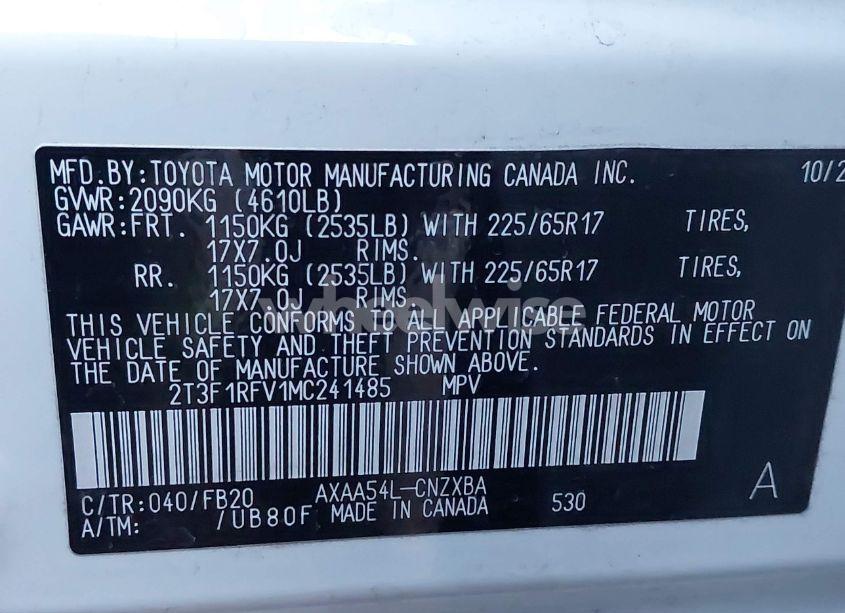 MFD.BY:TOYOTA MOTOR MANUFACTURING CANADA INC. 10/2
GVWR:2090KG (4610LB)
GAWR:FRT. 1150KG (2535LB) WITH 225/65R17 TIRES,
17X7.0J RIMS.
RR. 1150KG (2535LB) WITH 225/65R17 TIRES,
17X7.0J RIMS.
wheelwise
THIS VEHICLE CONFORMS TO ALL APPLICABLE FEDERAL MOTOR
VEHICLE SAFETY AND THEFT PREVENTION STANDARDS IN EFFECT ON
THE DATE OF MANUFACTURE SHOWN ABOVE.
2T3F1RFV1MC241485 MPV
C/TR:040/FB20 AXAA54L-CNZXBA
A/TM: /UB80F MADE IN CANADA 530 A